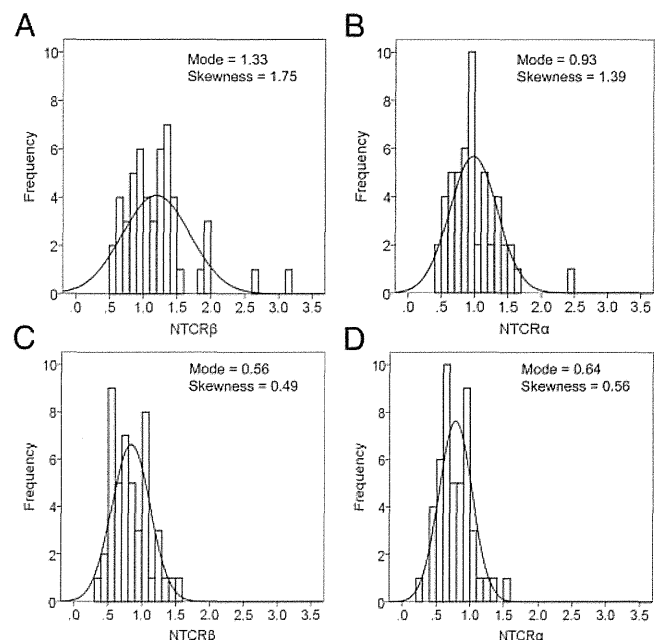 A
10
8
6
4
2
0
Frequency
Mode = 1.33
Skewness = 1.75
.0 .5 1.0 1.5 2.0 2.5 3.0 3.5
NTCRβ
B
10
8
6
4
2
0
Frequency
Mode = 0.93
Skewness = 1.39
.0 .5 1.0 1.5 2.0 2.5 3.0 3.5
NTCRα
C
10
8
6
4
2
0
Frequency
Mode = 0.56
Skewness = 0.49
.0 .5 1.0 1.5 2.0 2.5 3.0 3.5
NTCRβ
D
10
8
6
4
2
0
Frequency
Mode = 0.64
Skewness = 0.56
.0 .5 1.0 1.5 2.0 2.5 3.0 3.5
NTCRα